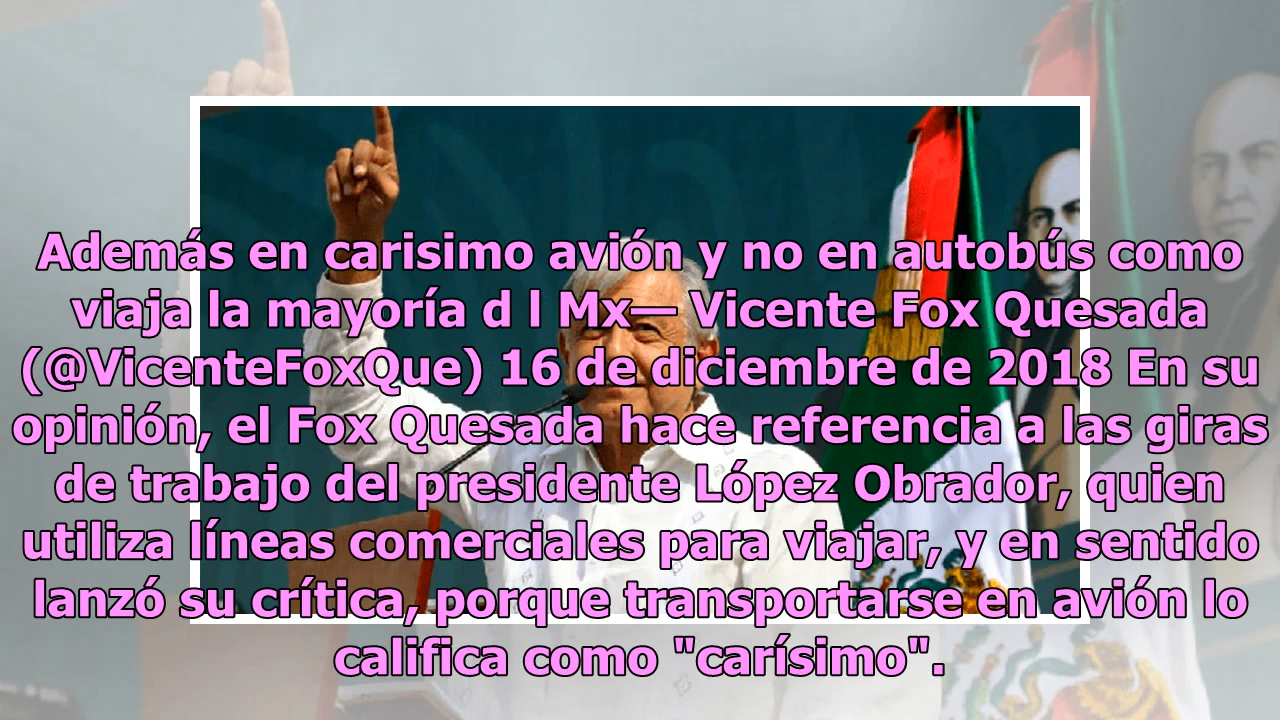 Además en carisimo avión y no en autobús como
viaja la mayoría d l Mx— Vicente Fox Quesada
(@VicenteFoxQue) 16 de diciembre de 2018 En su
opinión, el Fox Quesada hace referencia a las giras
de trabajo del presidente López Obrador, quien
utiliza líneas comerciales para viajar, y en sentido
lanzó su crítica, porque transportarse en avión lo
califica como "carísimo".